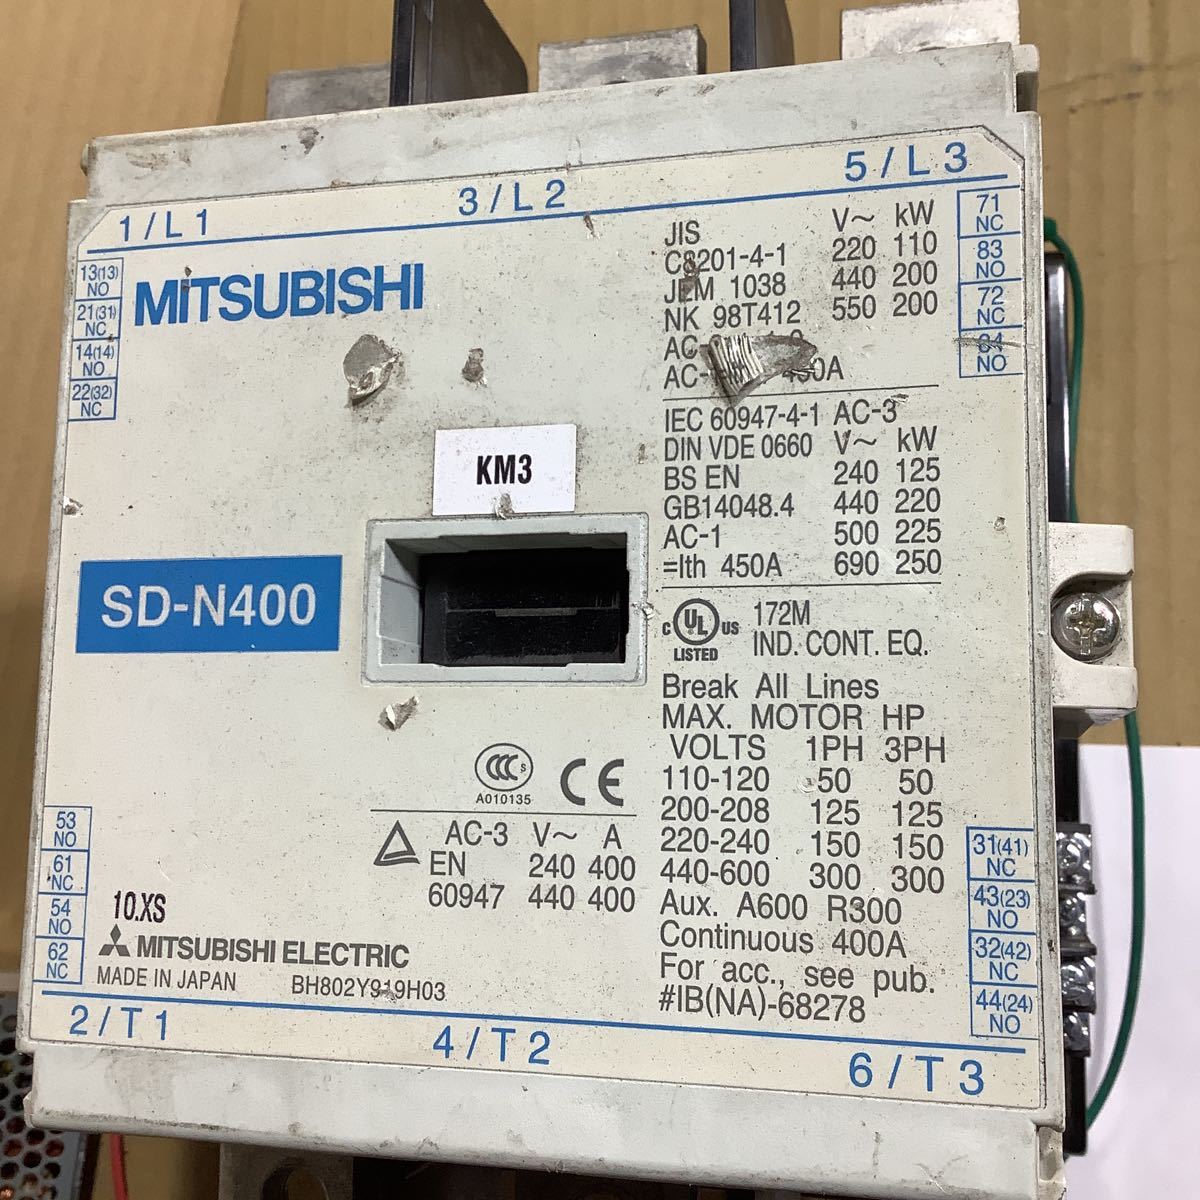 1/L1
3/L2
5/L3
13(13)
NO
21(31)
NC
14(14)
NO
22(32)
NC
MITSUBISHI
KM3
SD-N400
JIS V~ kW
C8201-4-1 220 110
JEM 1038 440 200
NK 98T412 550 200
AC-
AC-
IEC 60947-4-1 AC-3
DIN VDE 0660 V~ kW
BS EN 240 125
GB14048.4 440 220
AC-1 500 225
=Ith 450A 690 250
71
NC
83
NO
72
NC
84
NO
C UL US
LISTED
172M
IND. CONT. EQ.
Break All Lines
MAX. MOTOR HP
VOLTS 1PH 3PH
110-120 50 50
200-208 125 125
220-240 150 150
440-600 300 300
Aux. A600 R300
Continuous 400A
For acc., see pub.
#IB(NA)-68278
CCC S
A010135
CE
AC-3 V~ A
EN 240 400
60947 440 400
53
NO
61
NC
54
NO
62
NC
10.XS
MITSUBISHI ELECTRIC
MADE IN JAPAN BH802Y919H03
31(41)
NC
43(23)
NO
32(42)
NC
44(24)
NO
2/T1
4/T2
6/T3